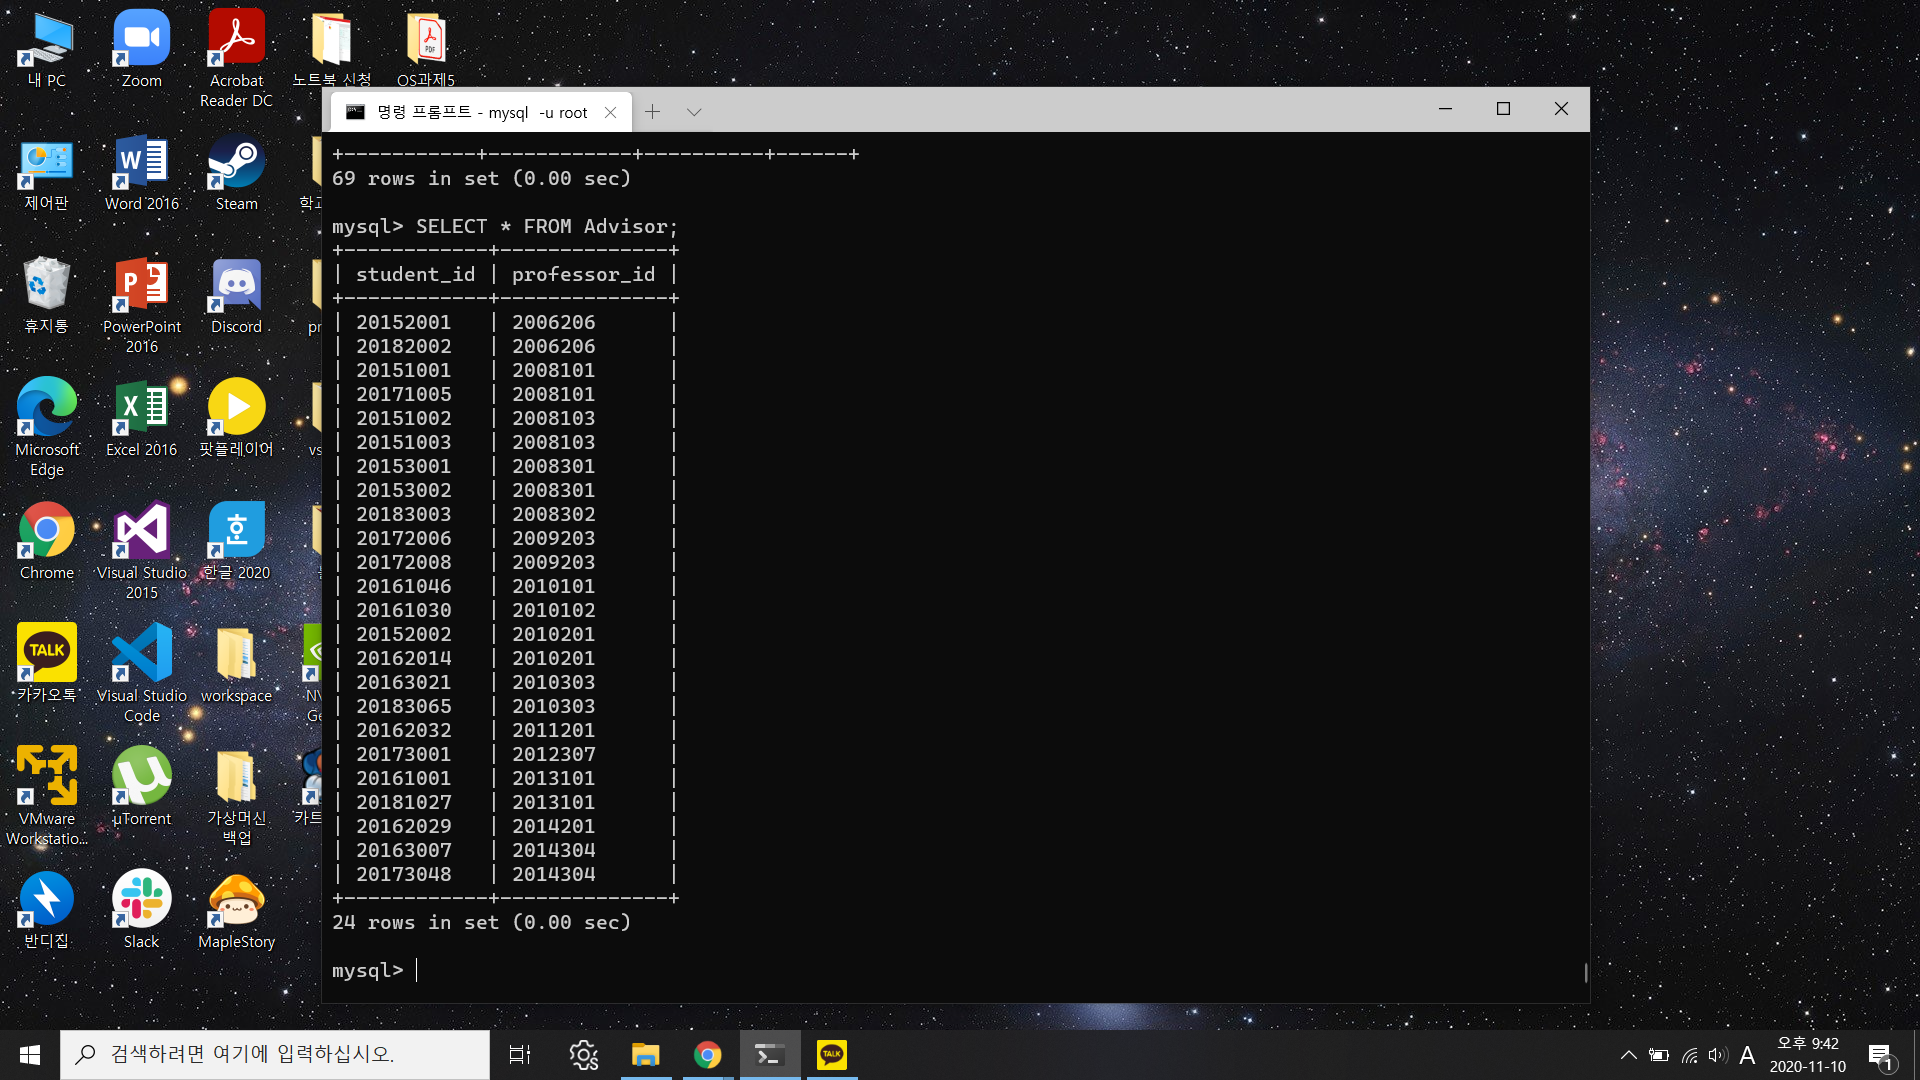 내 PC
Zoom
Acrobat
Reader DC
노트북 신청
OS과제5
제어판
Word 2016
Steam
휴지통
PowerPoint
2016
Discord
Microsoft
Edge
Excel 2016
팟플레이어
Chrome
Visual Studio
2015
한글 2020
카카오톡
Visual Studio
Code
workspace
VMware
Workstatio...
µTorrent
가상머신
백업
반디집
Slack
MapleStory
명령 프롬프트 - mysql  -u root
+-----------+------------+----------+------+
69 rows in set (0.00 sec)
mysql> SELECT * FROM Advisor;
+------------+--------------+
| student_id | professor_id |
+------------+--------------+
| 20152001   | 2006206      |
| 20182002   | 2006206      |
| 20151001   | 2008101      |
| 20171005   | 2008101      |
| 20151002   | 2008103      |
| 20151003   | 2008103      |
| 20153001   | 2008301      |
| 20153002   | 2008301      |
| 20183003   | 2008302      |
| 20172006   | 2009203      |
| 20172008   | 2009203      |
| 20161046   | 2010101      |
| 20161030   | 2010102      |
| 20152002   | 2010201      |
| 20162014   | 2010201      |
| 20163021   | 2010303      |
| 20183065   | 2010303      |
| 20162032   | 2011201      |
| 20173001   | 2012307      |
| 20161001   | 2013101      |
| 20181027   | 2013101      |
| 20162029   | 2014201      |
| 20163007   | 2014304      |
| 20173048   | 2014304      |
+------------+--------------+
24 rows in set (0.00 sec)
mysql>
검색하려면 여기에 입력하십시오.
A
오후 9:42
2020-11-10
1